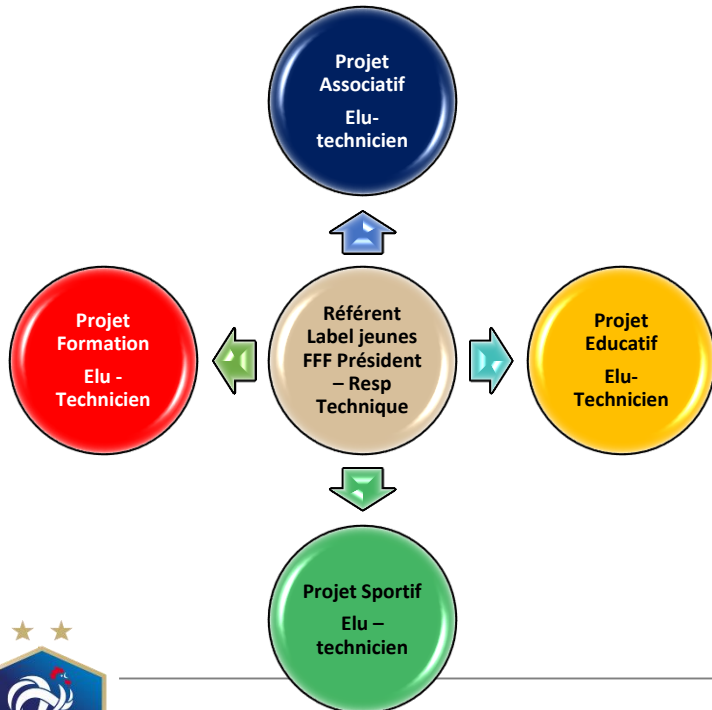 Projet
Associatif
Elu-
technicien
Projet
Formation
Elu -
Technicien
Référent
Label jeunes
FFF Président
– Resp
Technique
Projet
Educatif
Elu-
Technicien
Projet Sportif
Elu –
technicien